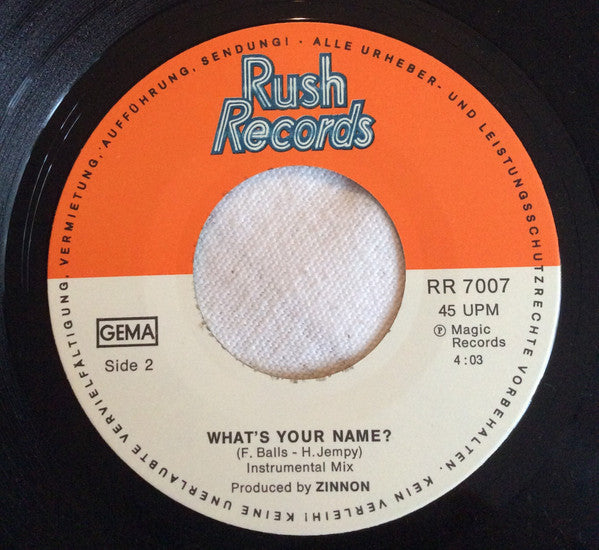 ALLE URHEBER- UND LEISTUNGSSCHUTZRECHTE VORBEHALTEN. KEIN VERLEIH! KEINE UNERLAUBTE VERVIELFÄLTIGUNG, VERMIETUNG, AUFFÜHRUNG, SENDUNG! ·
Rush
Records
RR 7007
45 UPM
Ⓟ Magic
Records
4:03
GEMA
Side 2
WHAT'S YOUR NAME?
(F. Balls - H. Jempy)
Instrumental Mix
Produced by ZINNON